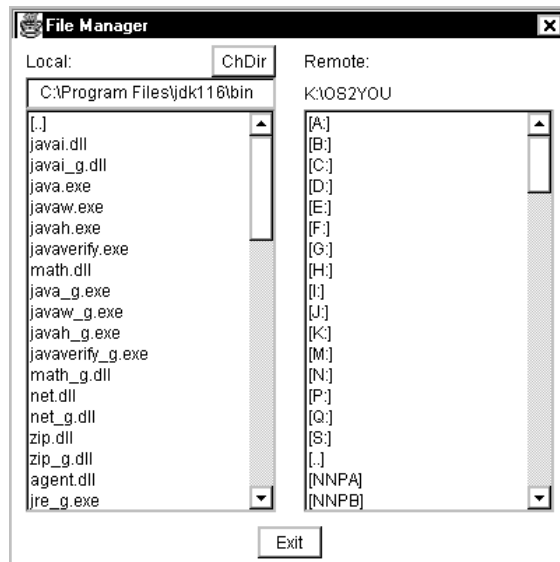 File Manager
Local:
ChDir
C:\Program Files\jdk116\bin
[..]
javai.dll
javai_g.dll
java.exe
javaw.exe
javah.exe
javaverify.exe
math.dll
java_g.exe
javaw_g.exe
javah_g.exe
javaverify_g.exe
math_g.dll
net.dll
net_g.dll
zip.dll
zip_g.dll
agent.dll
jre_g.exe
Remote:
K:\OS2YOU
[A:]
[B:]
[C:]
[D:]
[E:]
[F:]
[G:]
[H:]
[I:]
[J:]
[K:]
[M:]
[N:]
[P:]
[Q:]
[S:]
[..]
[NNPA]
[NNPB]
Exit